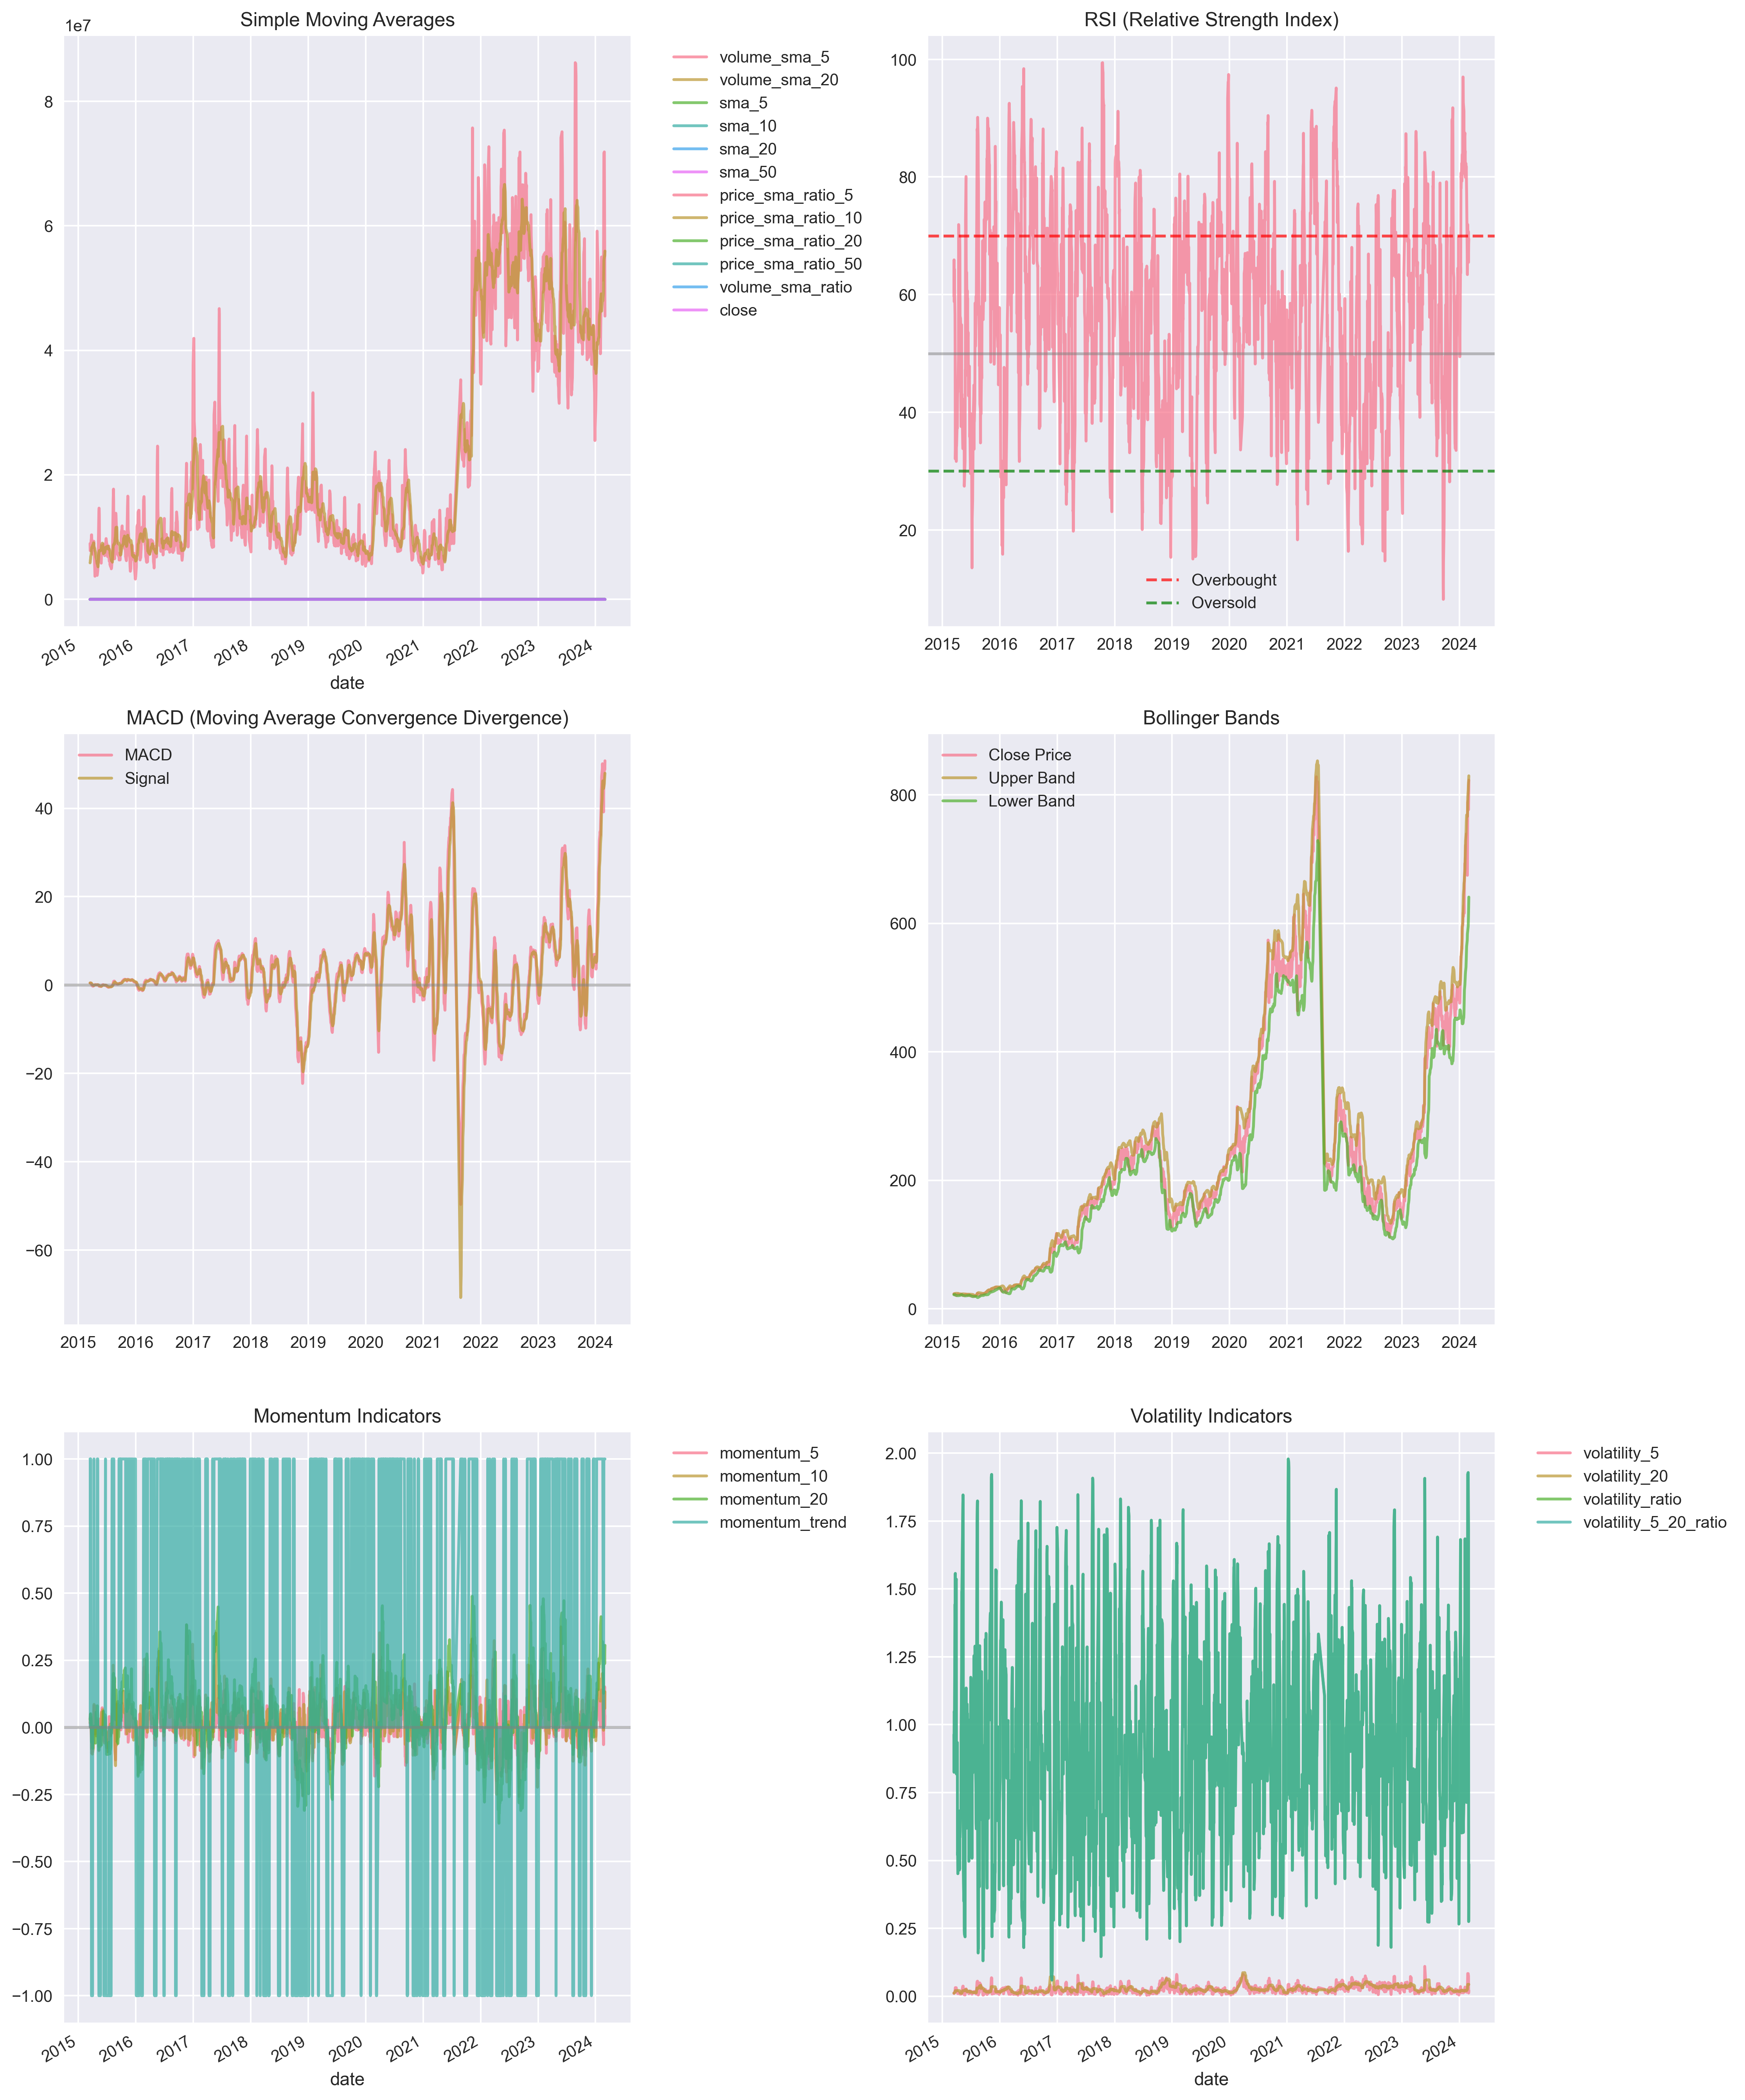 Simple Moving Averages
1e7
8
6
4
2
0
2015 2016 2017 2018 2019 2020 2021 2022 2023 2024
date
volume_sma_5
volume_sma_20
sma_5
sma_10
sma_20
sma_50
price_sma_ratio_5
price_sma_ratio_10
price_sma_ratio_20
price_sma_ratio_50
volume_sma_ratio
close
RSI (Relative Strength Index)
100
80
60
40
20
Overbought
Oversold
2015 2016 2017 2018 2019 2020 2021 2022 2023 2024
MACD (Moving Average Convergence Divergence)
MACD
Signal
40
20
0
−20
−40
−60
2015 2016 2017 2018 2019 2020 2021 2022 2023 2024
Bollinger Bands
Close Price
Upper Band
Lower Band
800
600
400
200
0
2015 2016 2017 2018 2019 2020 2021 2022 2023 2024
Momentum Indicators
1.00
0.75
0.50
0.25
0.00
−0.25
−0.50
−0.75
−1.00
2015 2016 2017 2018 2019 2020 2021 2022 2023 2024
date
momentum_5
momentum_10
momentum_20
momentum_trend
Volatility Indicators
2.00
1.75
1.50
1.25
1.00
0.75
0.50
0.25
0.00
2015 2016 2017 2018 2019 2020 2021 2022 2023 2024
date
volatility_5
volatility_20
volatility_ratio
volatility_5_20_ratio